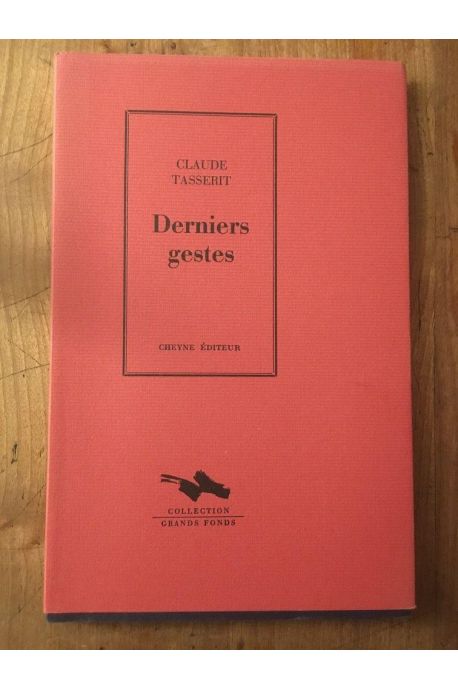 CLAUDE
TASSERIT
Derniers
gestes
CHEYNE ÉDITEUR
COLLECTION
GRANDS FONDS